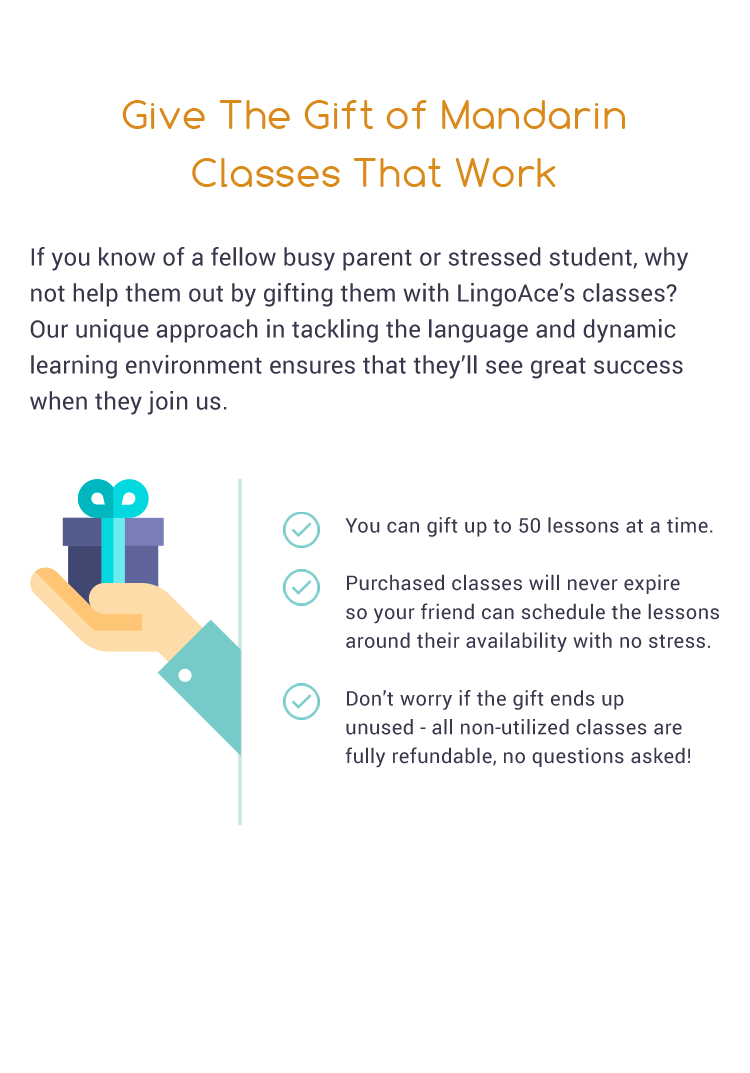 Give The Gift of Mandarin
Classes That Work
If you know of a fellow busy parent or stressed student, why
not help them out by gifting them with LingoAce’s classes?
Our unique approach in tackling the language and dynamic
learning environment ensures that they’ll see great success
when they join us.
You can gift up to 50 lessons at a time.
Purchased classes will never expire
so your friend can schedule the lessons
around their availability with no stress.
Don’t worry if the gift ends up
unused - all non-utilized classes are
fully refundable, no questions asked!